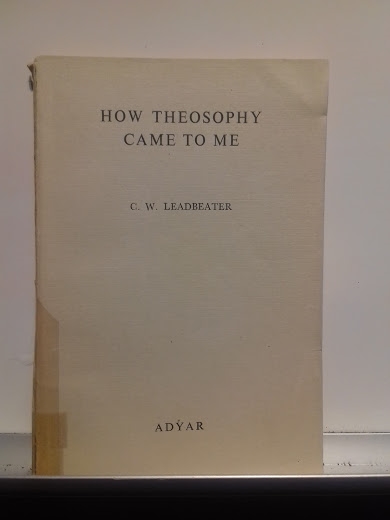 HOW THEOSOPHY
CAME TO ME
C. W. LEADBEATER
ADYAR